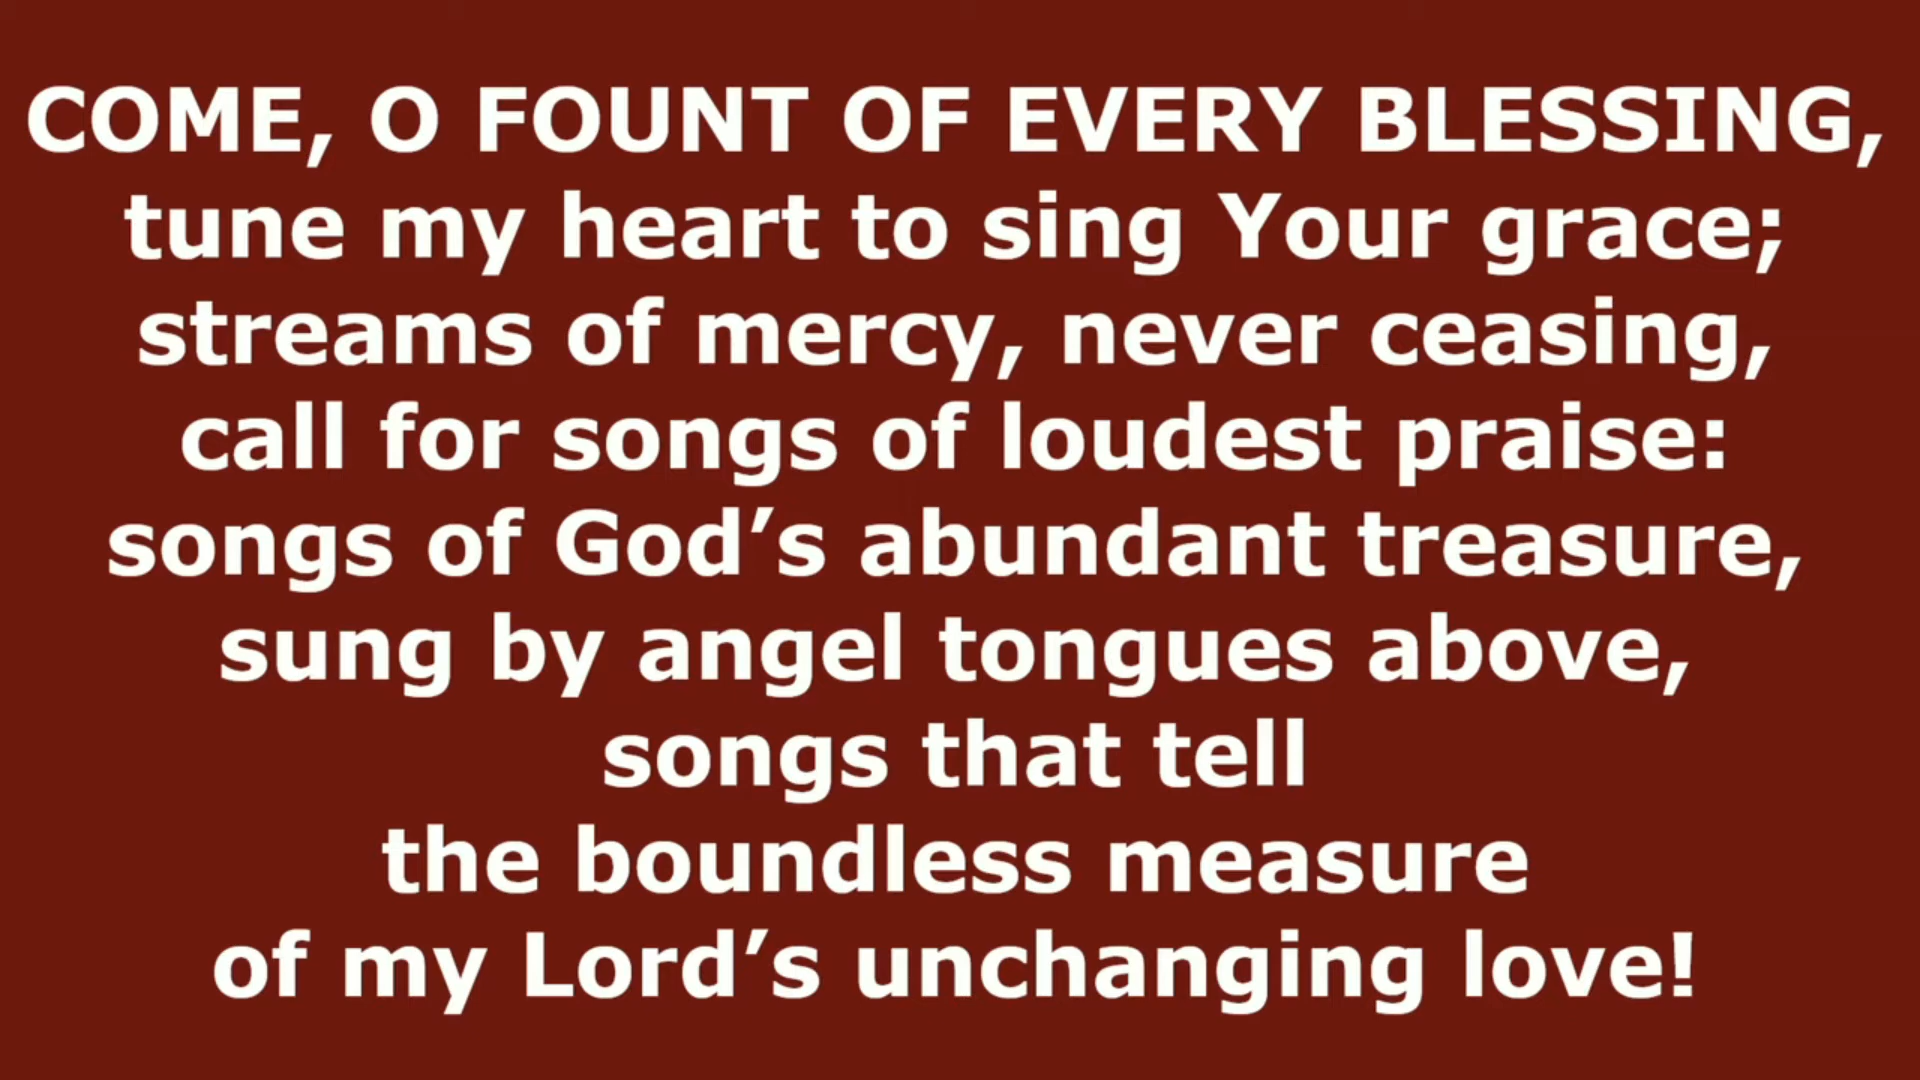 COME, O FOUNT OF EVERY BLESSING,
tune my heart to sing Your grace;
streams of mercy, never ceasing,
call for songs of loudest praise:
songs of God’s abundant treasure,
sung by angel tongues above,
songs that tell
the boundless measure
of my Lord’s unchanging love!